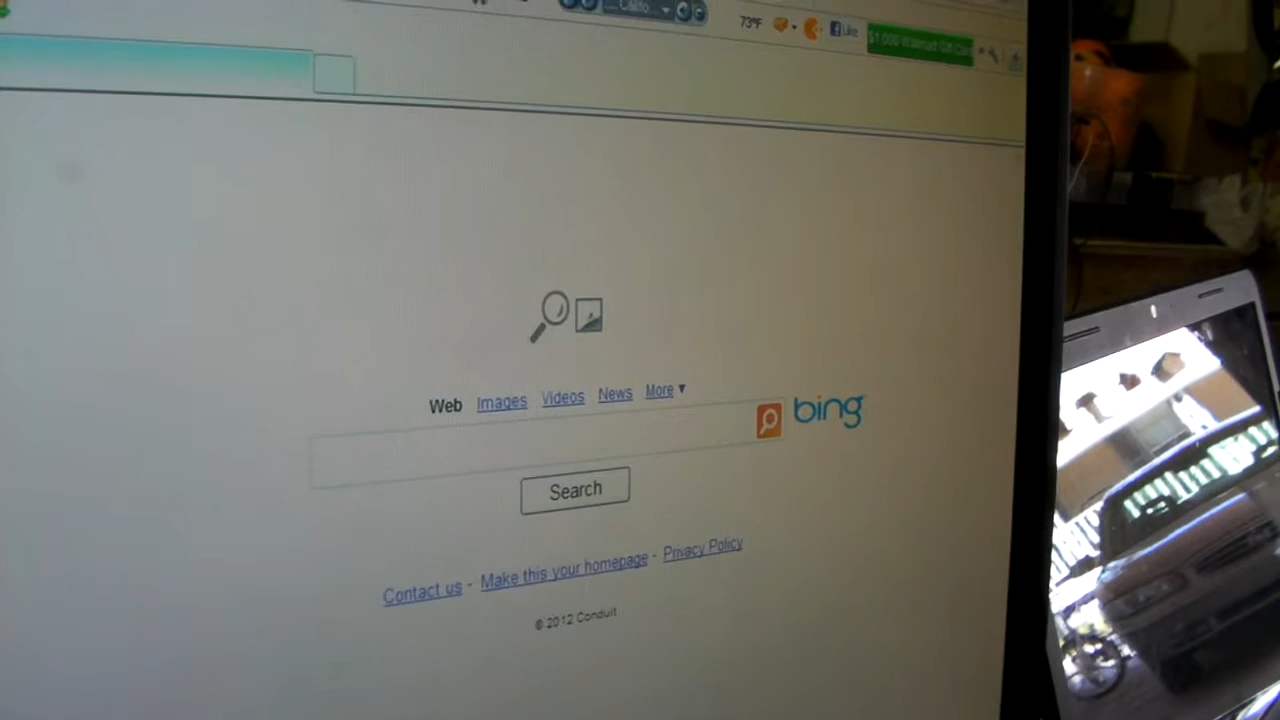 73°F
Like
$1,000 Walmart Gift Card
Web Images Videos News More
bing
Search
Contact us - Make this your homepage - Privacy Policy
© 2012 Conduit